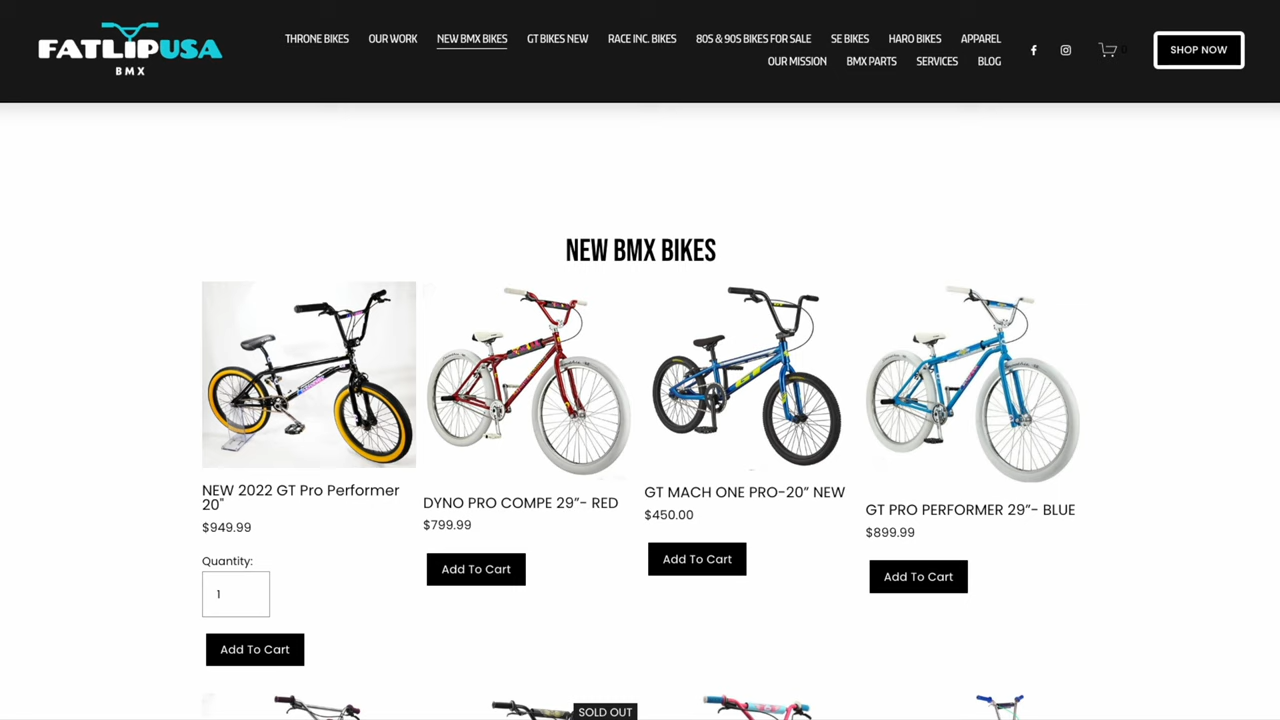 FATLIPUSA
BMX
THRONE BIKES OUR WORK NEW BMX BIKES GT BIKES NEW RACE INC. BIKES 80S & 90S BIKES FOR SALE SE BIKES HARO BIKES APPAREL
OUR MISSION BMX PARTS SERVICES BLOG
0
SHOP NOW
NEW BMX BIKES
NEW 2022 GT Pro Performer
20"
$949.99
Quantity:
1
Add To Cart
DYNO PRO COMPE 29”- RED
$799.99
Add To Cart
GT MACH ONE PRO-20” NEW
$450.00
Add To Cart
GT PRO PERFORMER 29”- BLUE
$899.99
Add To Cart
SOLD OUT